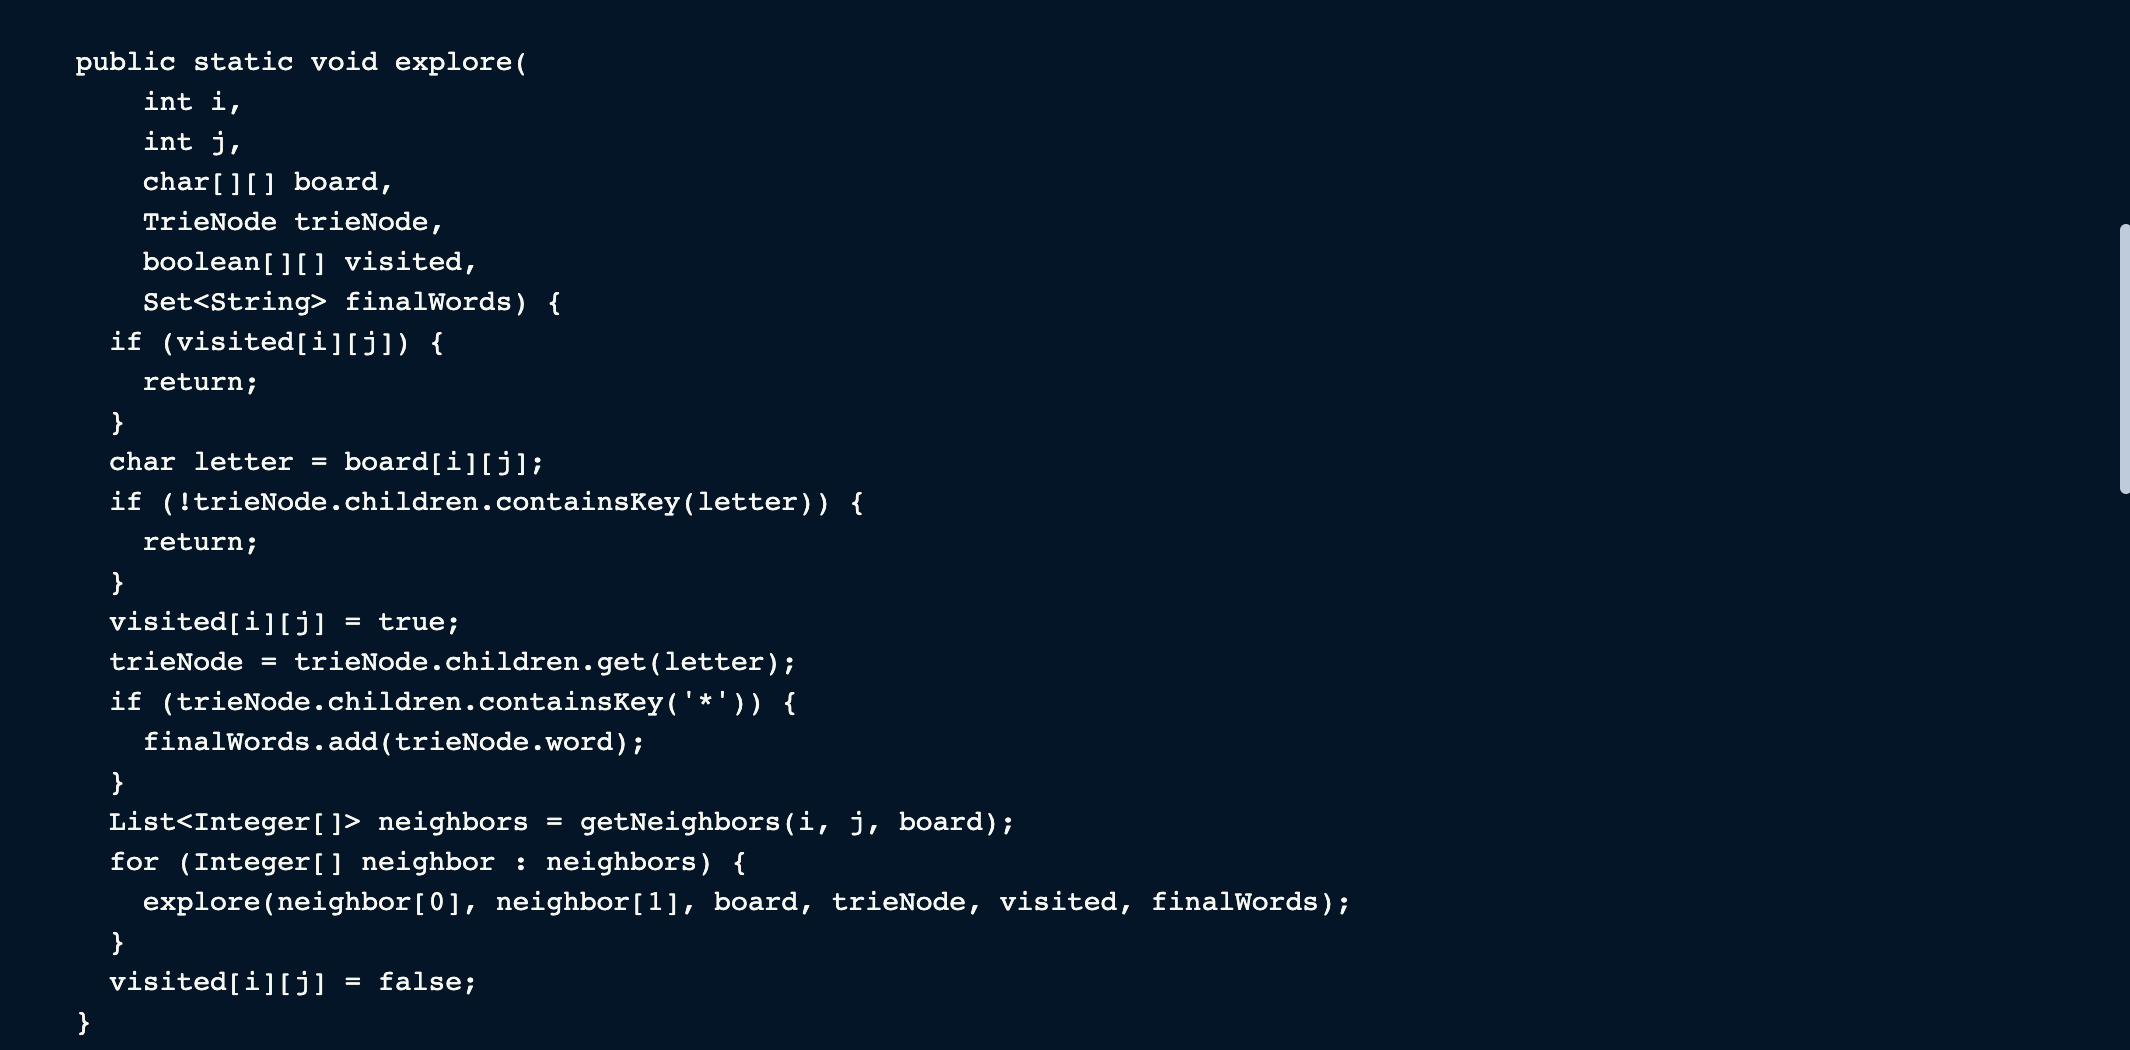 public static void explore(
    int i,
    int j,
    char[][] board,
    TrieNode trieNode,
    boolean[][] visited,
    Set<String> finalWords) {
  if (visited[i][j]) {
    return;
  }
  char letter = board[i][j];
  if (!trieNode.children.containsKey(letter)) {
    return;
  }
  visited[i][j] = true;
  trieNode = trieNode.children.get(letter);
  if (trieNode.children.containsKey('*')) {
    finalWords.add(trieNode.word);
  }
  List<Integer[]> neighbors = getNeighbors(i, j, board);
  for (Integer[] neighbor : neighbors) {
    explore(neighbor[0], neighbor[1], board, trieNode, visited, finalWords);
  }
  visited[i][j] = false;
}